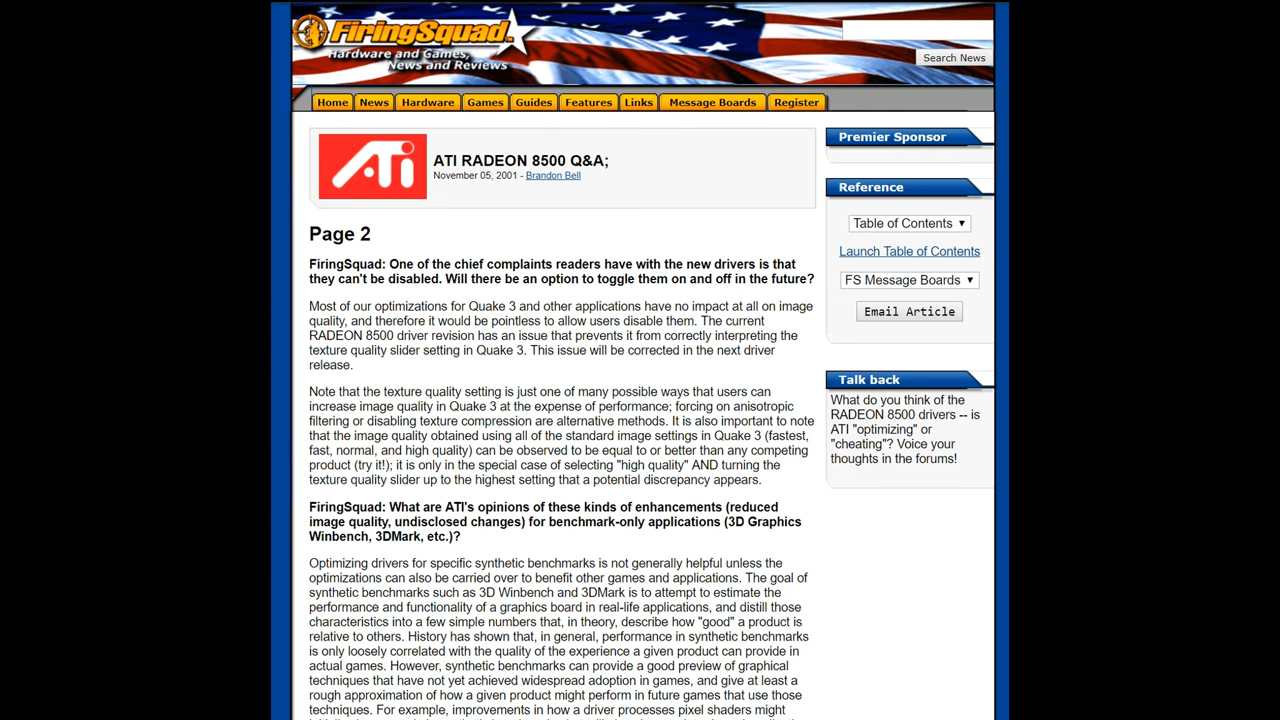 FiringSquad
Hardware and Games,
News and Reviews
Search News
Home News Hardware Games Guides Features Links Message Boards Register
ATi
ATI RADEON 8500 Q&A;
November 05, 2001 - Brandon Bell
Page 2
FiringSquad: One of the chief complaints readers have with the new drivers is that
they can't be disabled. Will there be an option to toggle them on and off in the future?
Most of our optimizations for Quake 3 and other applications have no impact at all on image
quality, and therefore it would be pointless to allow users disable them. The current
RADEON 8500 driver revision has an issue that prevents it from correctly interpreting the
texture quality slider setting in Quake 3. This issue will be corrected in the next driver
release.
Note that the texture quality setting is just one of many possible ways that users can
increase image quality in Quake 3 at the expense of performance; forcing on anisotropic
filtering or disabling texture compression are alternative methods. It is also important to note
that the image quality obtained using all of the standard image settings in Quake 3 (fastest,
fast, normal, and high quality) can be observed to be equal to or better than any competing
product (try it!); it is only in the special case of selecting "high quality" AND turning the
texture quality slider up to the highest setting that a potential discrepancy appears.
FiringSquad: What are ATI's opinions of these kinds of enhancements (reduced
image quality, undisclosed changes) for benchmark-only applications (3D Graphics
Winbench, 3DMark, etc.)?
Optimizing drivers for specific synthetic benchmarks is not generally helpful unless the
optimizations can also be carried over to benefit other games and applications. The goal of
synthetic benchmarks such as 3D Winbench and 3DMark is to attempt to estimate the
performance and functionality of a graphics board in real-life applications, and distill those
characteristics into a few simple numbers that, in theory, describe how "good" a product is
relative to others. History has shown that, in general, performance in synthetic benchmarks
is only loosely correlated with the quality of the experience a given product can provide in
actual games. However, synthetic benchmarks can provide a good preview of graphical
techniques that have not yet achieved widespread adoption in games, and give at least a
rough approximation of how a given product might perform in future games that use those
techniques. For example, improvements in how a driver processes pixel shaders might
Premier Sponsor
Reference
Table of Contents
Launch Table of Contents
FS Message Boards
Email Article
Talk back
What do you think of the
RADEON 8500 drivers -- is
ATI "optimizing" or
"cheating"? Voice your
thoughts in the forums!